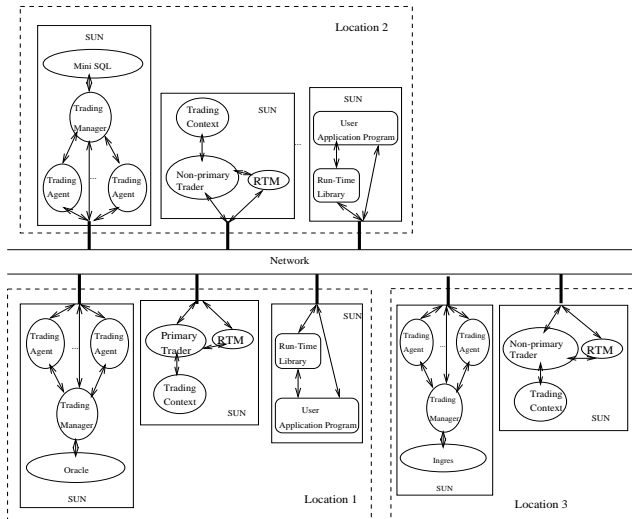 Location 2
SUN
Mini SQL
Trading
Manager
Trading
Agent
...
Trading
Agent
SUN
Trading
Context
Non-primary
Trader
RTM
...
SUN
User
Application Program
Run-Time
Library
Network
Trading
Agent
...
Trading
Agent
Trading
Manager
Oracle
SUN
Primary
Trader
RTM
Trading
Context
SUN
SUN
Run-Time
Library
User
Application Program
Location 1
Trading
Agent
...
Trading
Agent
Trading
Manager
Ingres
SUN
Non-primary
Trader
RTM
Trading
Context
SUN
Location 3